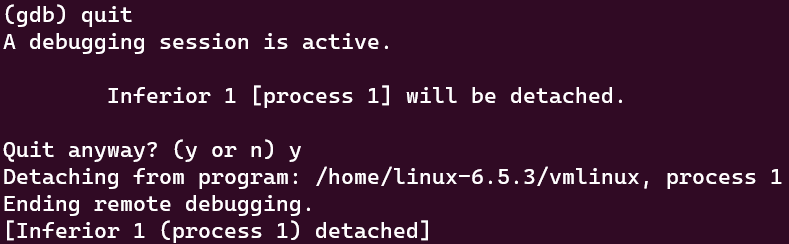 (gdb) quit
A debugging session is active.
Inferior 1 [process 1] will be detached.
Quit anyway? (y or n) y
Detaching from program: /home/linux-6.5.3/vmlinux, process 1
Ending remote debugging.
[Inferior 1 (process 1) detached]